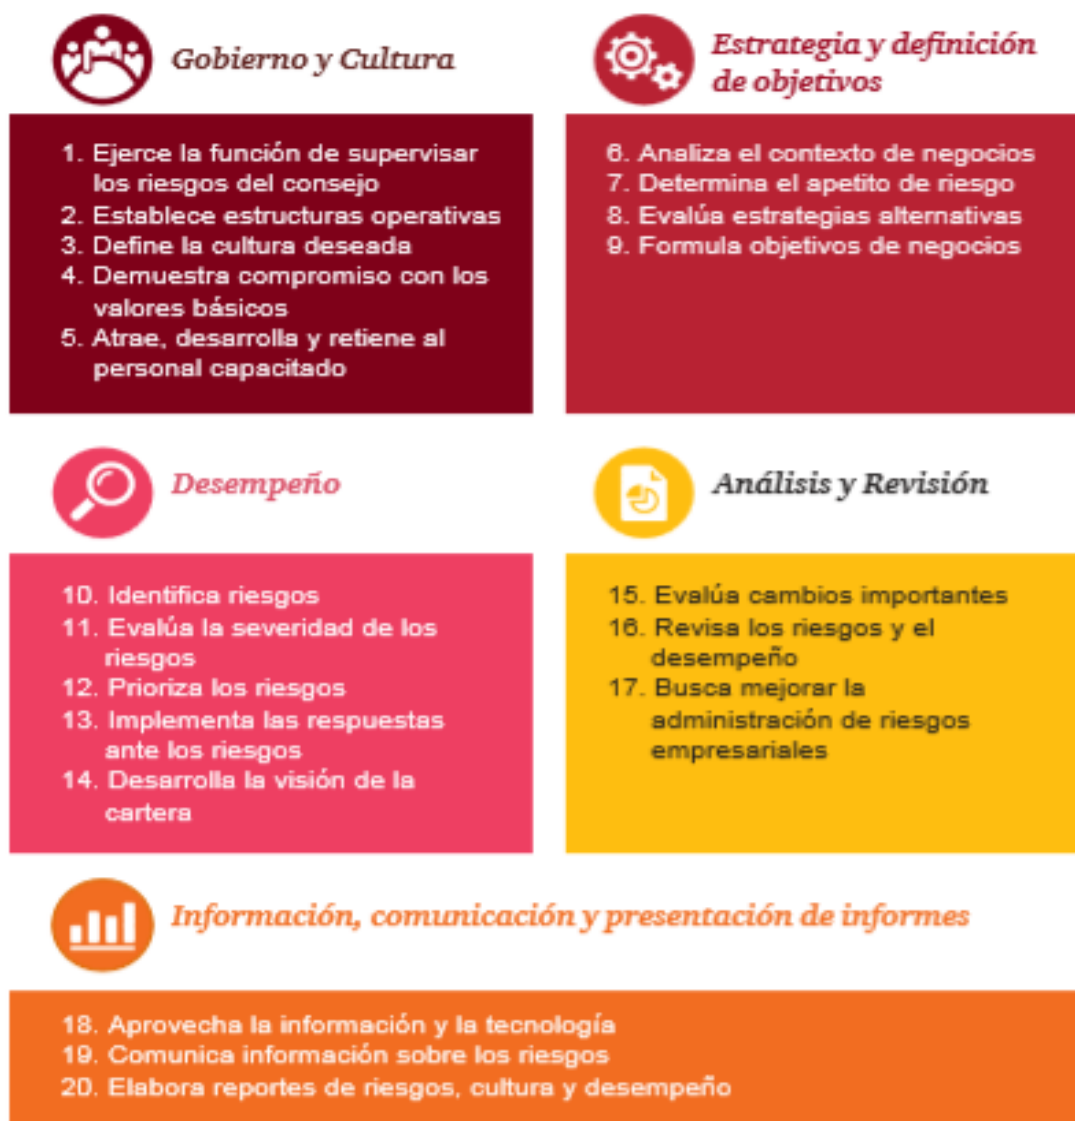 Gobierno y Cultura
1. Ejerce la función de supervisar
los riesgos del consejo
2. Establece estructuras operativas
3. Define la cultura deseada
4. Demuestra compromiso con los
valores básicos
5. Atrae, desarrolla y retiene al
personal capacitado
Estrategia y definición
de objetivos
6. Analiza el contexto de negocios
7. Determina el apetito de riesgo
8. Evalúa estrategias alternativas
9. Formula objetivos de negocios
Desempeño
10. Identifica riesgos
11. Evalúa la severidad de los
riesgos
12. Prioriza los riesgos
13. Implementa las respuestas
ante los riesgos
14. Desarrolla la visión de la
cartera
Análisis y Revisión
15. Evalúa cambios importantes
16. Revisa los riesgos y el
desempeño
17. Busca mejorar la
administración de riesgos
empresariales
Información, comunicación y presentación de informes
18. Aprovecha la información y la tecnología
19. Comunica información sobre los riesgos
20. Elabora reportes de riesgos, cultura y desempeño